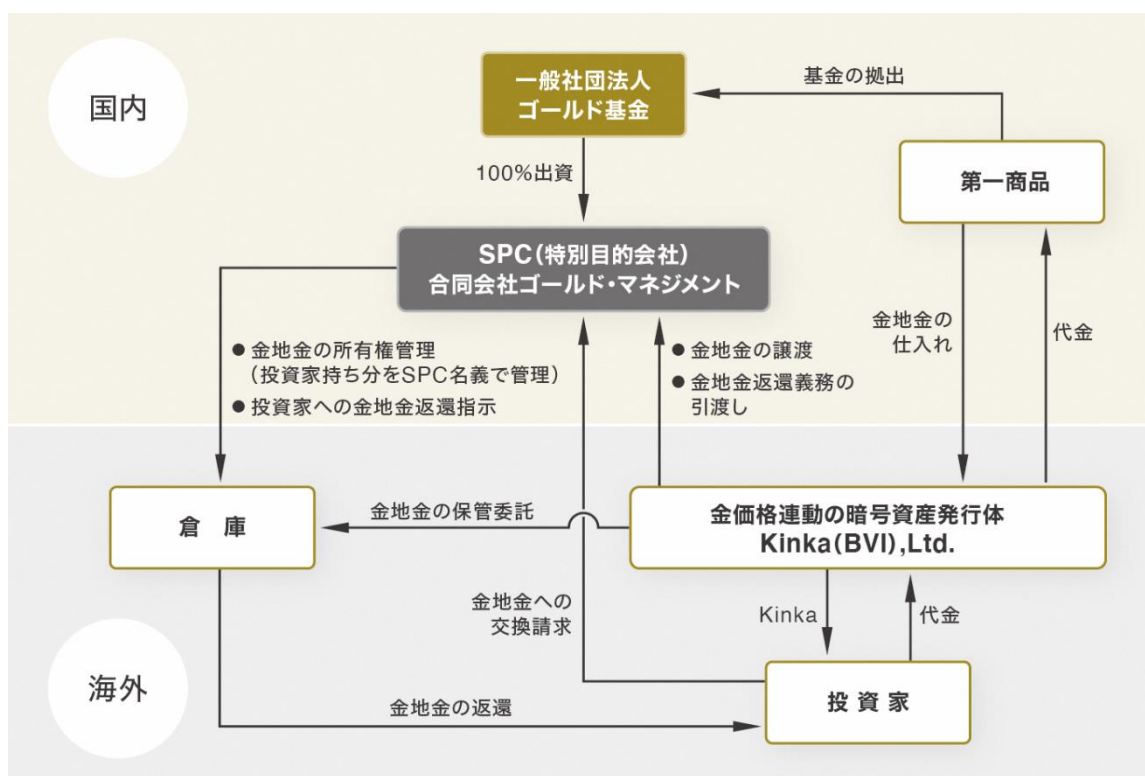 国内
一般社団法人
ゴールド基金
基金の拠出
第一商品
100%出資
SPC(特別目的会社)
合同会社ゴールド・マネジメント
金地金の
仕入れ
代金
● 金地金の所有権管理
(投資家持ち分をSPC名義で管理)
● 投資家への金地金返還指示
● 金地金の譲渡
● 金地金返還義務の
引渡し
倉 庫
金地金の保管委託
金価格連動の暗号資産発行体
Kinka(BVI),Ltd.
金地金への
交換請求
Kinka
代金
海外
投 資 家
金地金の返還